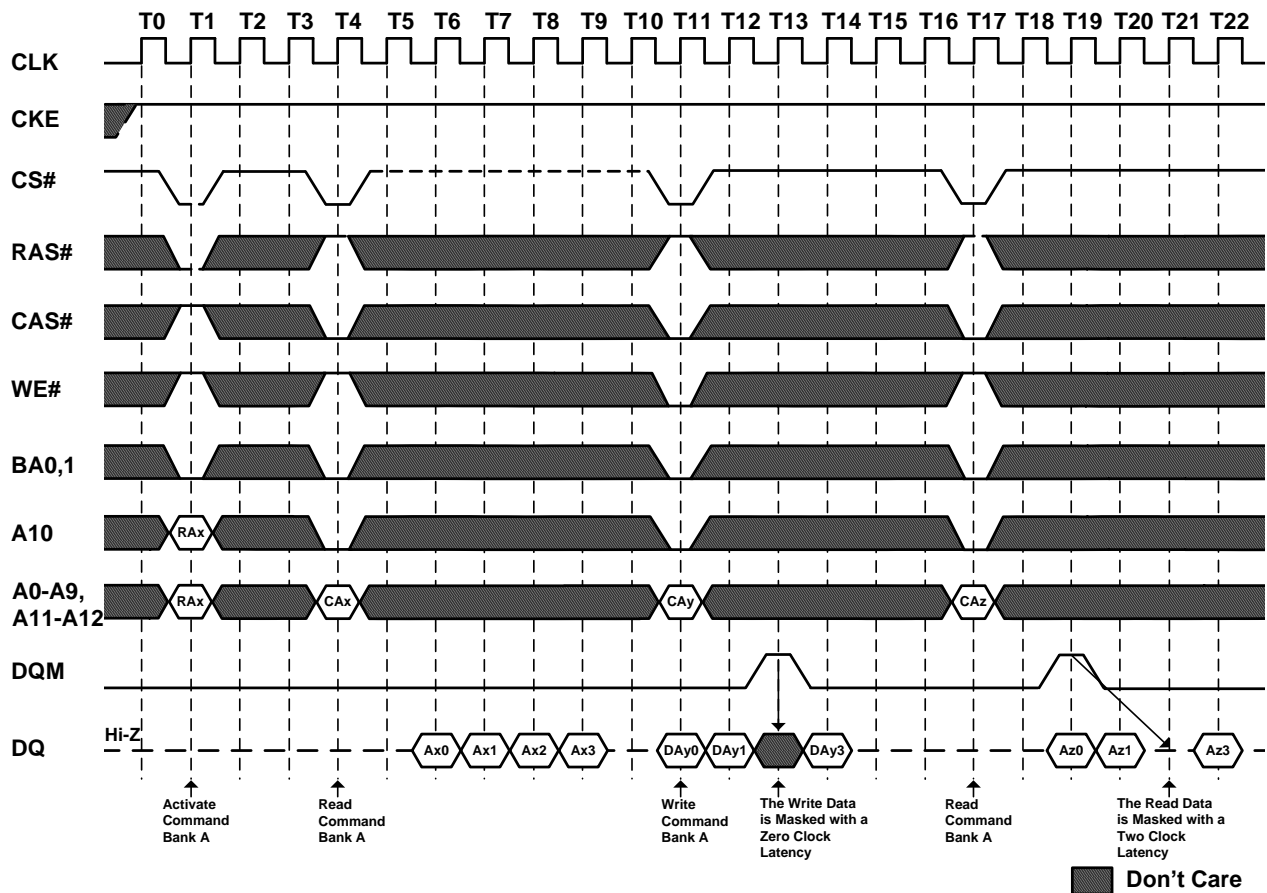 T0 T1 T2 T3 T4 T5 T6 T7 T8 T9 T10 T11 T12 T13 T14 T15 T16 T17 T18 T19 T20 T21 T22
CLK
CKE
CS#
RAS#
CAS#
WE#
BA0,1
A10
RAx
A0-A9,
A11-A12
RAx CAx CAy CAz
DQM
DQ
Hi-Z
Ax0 Ax1 Ax2 Ax3 DAy0 DAy1 DAy3 Az0 Az1 Az3
Activate
Command
Bank A
Read
Command
Bank A
Write
Command
Bank A
The Write Data
is Masked with a
Zero Clock
Latency
Read
Command
Bank A
The Read Data
is Masked with a
Two Clock
Latency
Don't Care